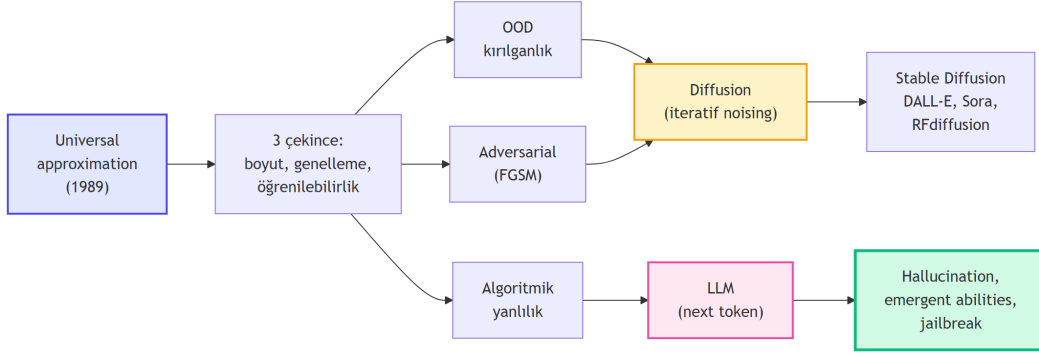 Universal
approximation
(1989)
3 çekince:
boyut, genelleme,
öğrenilebilirlik
OOD
kırılganlık
Adversarial
(FGSM)
Algoritmik
yanlılık
Diffusion
(iteratif noising)
LLM
(next token)
Stable Diffusion
DALL-E, Sora,
RFdiffusion
Hallucination,
emergent abilities,
jailbreak